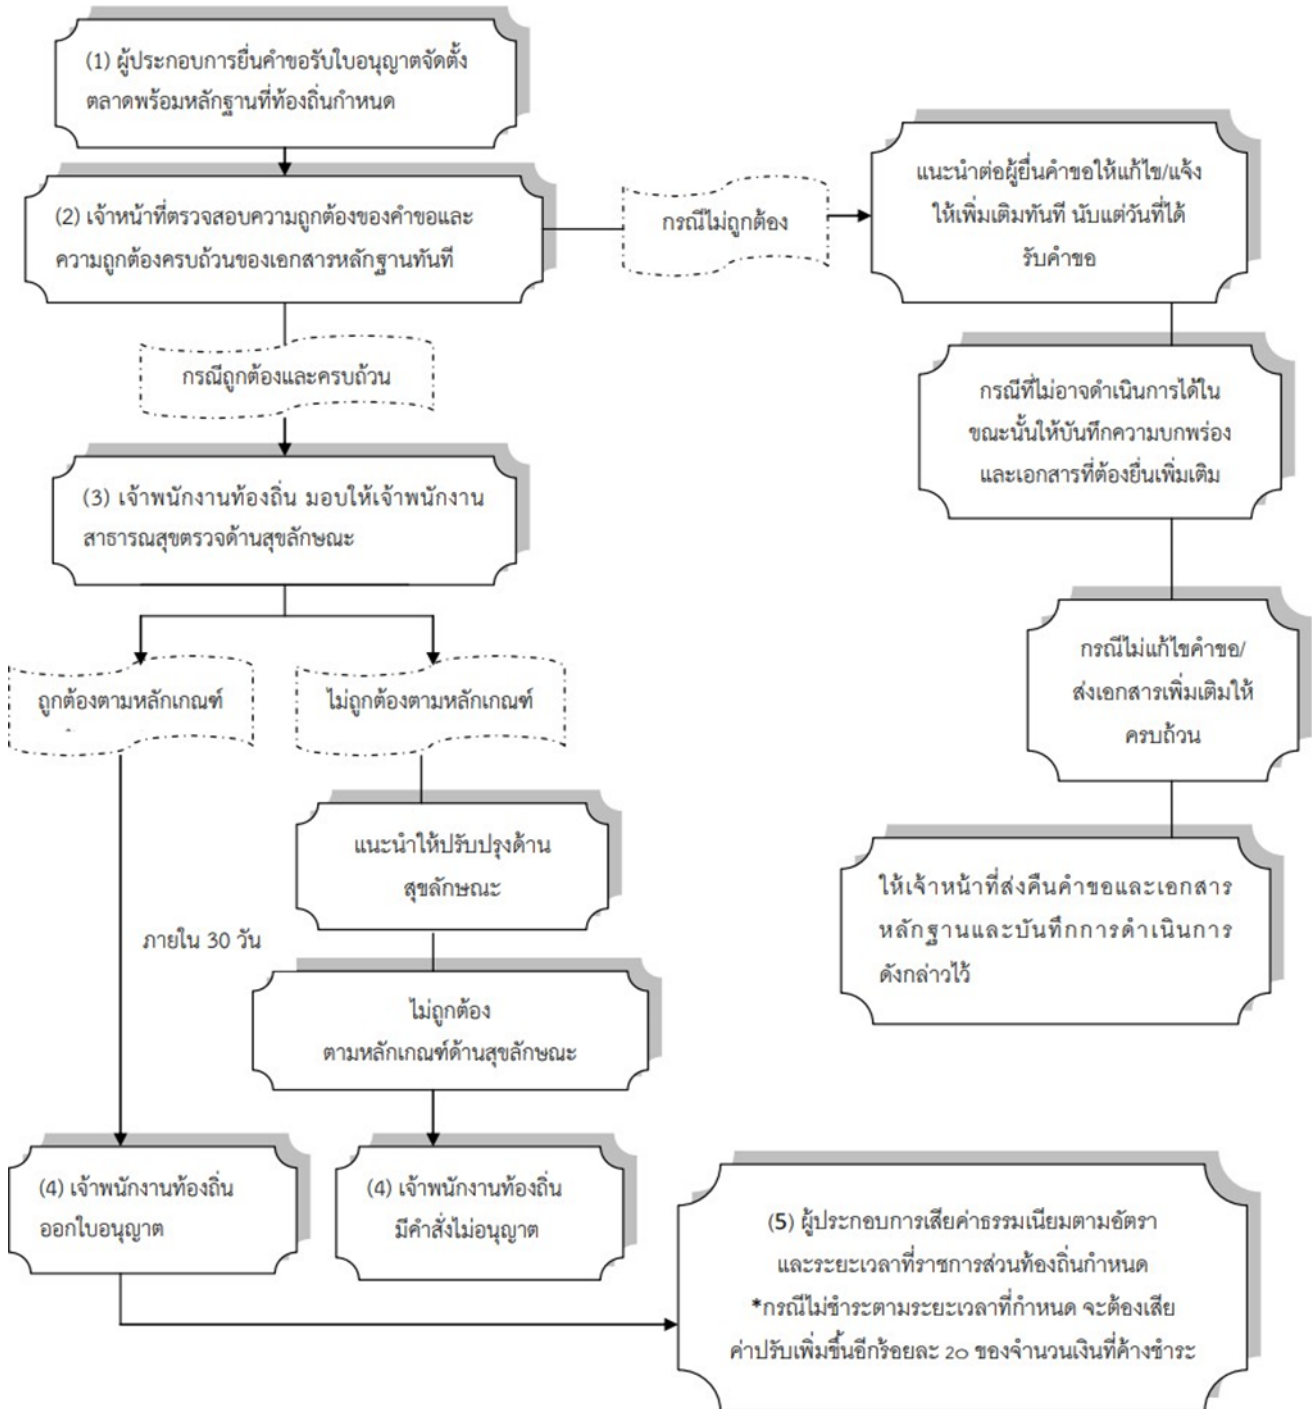 (1) ผู้ประกอบการยื่นคำขอรับใบอนุญาตจัดตั้ง
ตลาดพร้อมหลักฐานที่ท้องถิ่นกำหนด
(2) เจ้าหน้าที่ตรวจสอบความถูกต้องของคำขอและ
ความถูกต้องครบถ้วนของเอกสารหลักฐานทันที
กรณีไม่ถูกต้อง
แนะนำต่อผู้ยื่นคำขอให้แก้ไข/แจ้ง
ให้เพิ่มเติมทันที นับแต่วันที่ได้
รับคำขอ
กรณีถูกต้องและครบถ้วน
กรณีที่ไม่อาจดำเนินการได้ใน
ขณะนั้นให้บันทึกความบกพร่อง
และเอกสารที่ต้องยื่นเพิ่มเติม
(3) เจ้าพนักงานท้องถิ่น มอบให้เจ้าพนักงาน
สาธารณสุขตรวจด้านสุขลักษณะ
กรณีไม่แก้ไขคำขอ/
ส่งเอกสารเพิ่มเติมให้
ครบถ้วน
ถูกต้องตามหลักเกณฑ์
ไม่ถูกต้องตามหลักเกณฑ์
แนะนำให้ปรับปรุงด้าน
สุขลักษณะ
ให้เจ้าหน้าที่ส่งคืนคำขอและเอกสาร
หลักฐานและบันทึกการดำเนินการ
ดังกล่าวไว้
ภายใน 30 วัน
ไม่ถูกต้อง
ตามหลักเกณฑ์ด้านสุขลักษณะ
(4) เจ้าพนักงานท้องถิ่น
ออกใบอนุญาต
(4) เจ้าพนักงานท้องถิ่น
มีคำสั่งไม่อนุญาต
(5) ผู้ประกอบการเสียค่าธรรมเนียมตามอัตรา
และระยะเวลาที่ราชการส่วนท้องถิ่นกำหนด
*กรณีไม่ชำระตามระยะเวลาที่กำหนด จะต้องเสีย
ค่าปรับเพิ่มขึ้นอีกร้อยละ 20 ของจำนวนเงินที่ค้างชำระ